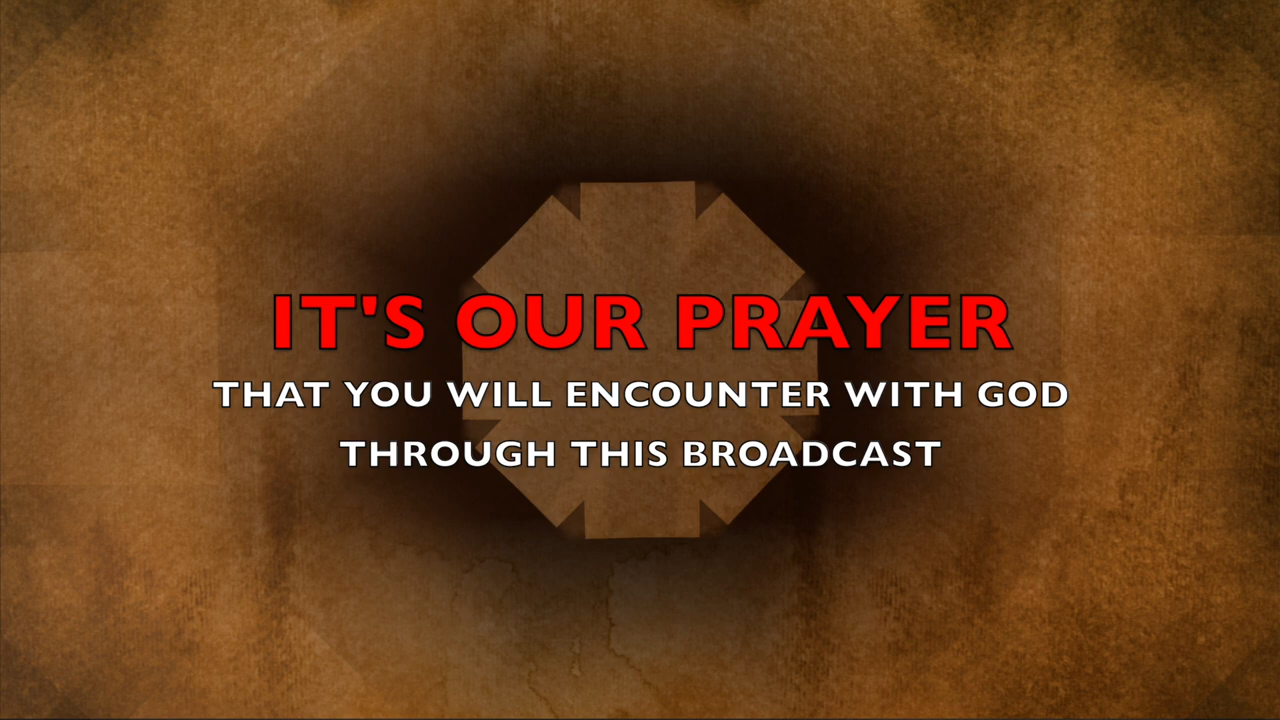 IT'S OUR PRAYER
THAT YOU WILL ENCOUNTER WITH GOD
THROUGH THIS BROADCAST